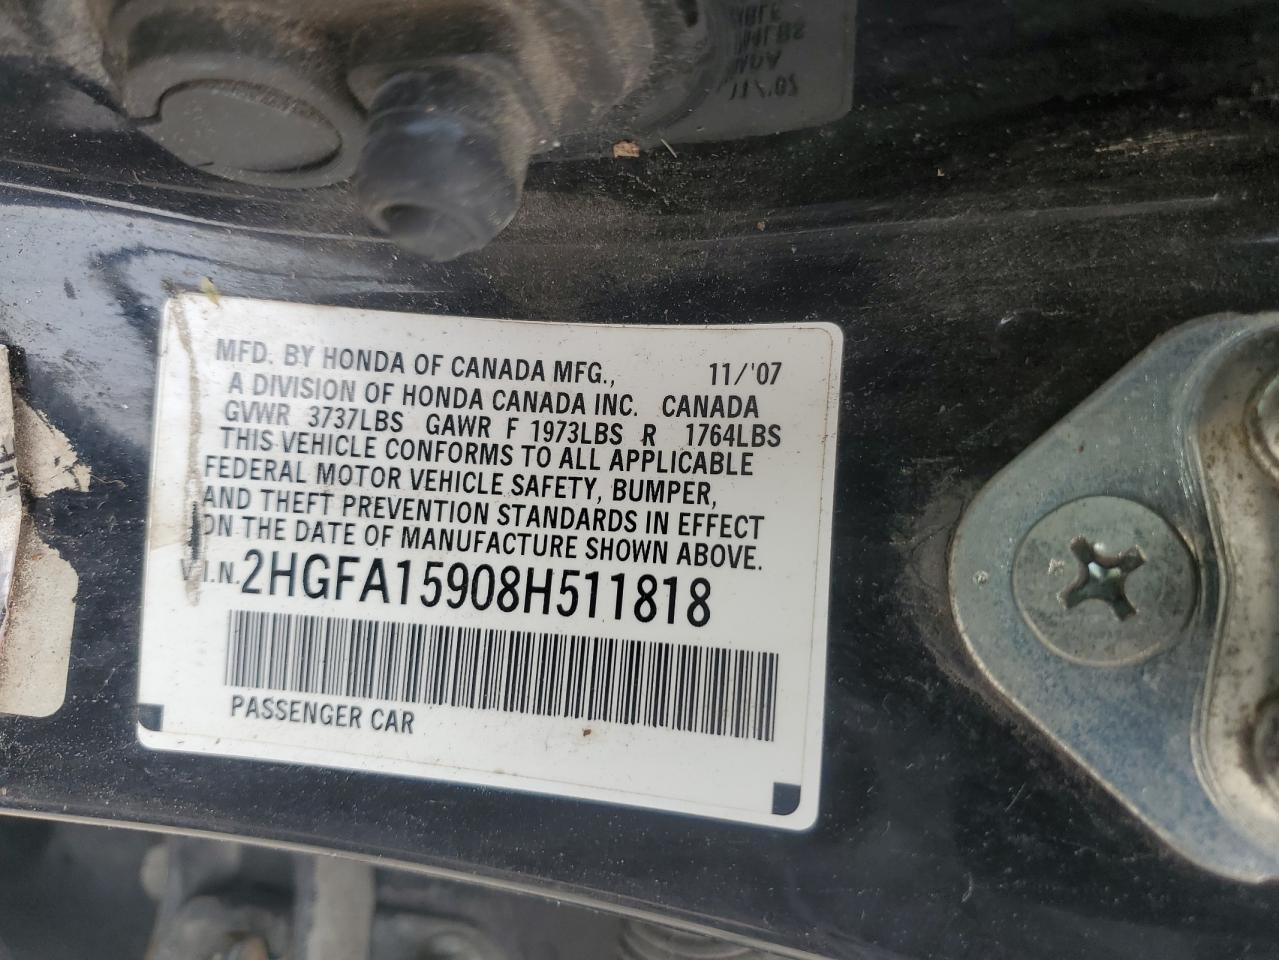 MFD. BY HONDA OF CANADA MFG., 11/'07
A DIVISION OF HONDA CANADA INC. CANADA
GVWR 3737LBS GAWR F 1973LBS R 1764LBS
THIS VEHICLE CONFORMS TO ALL APPLICABLE
FEDERAL MOTOR VEHICLE SAFETY, BUMPER,
AND THEFT PREVENTION STANDARDS IN EFFECT
ON THE DATE OF MANUFACTURE SHOWN ABOVE.
V.I.N. 2HGFA15908H511818
PASSENGER CAR